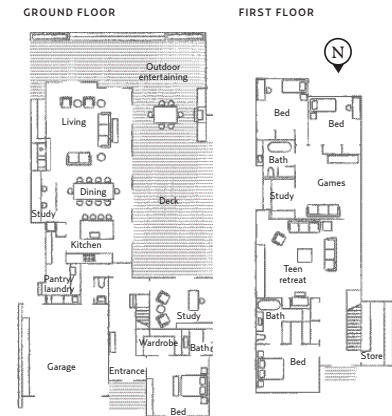 GROUND FLOOR
Outdoor
entertaining
Living
Dining
Deck
Study
Kitchen
Pantry
laundry
Study
Wardrobe
Bath
Garage
Entrance
Bed
FIRST FLOOR
N
Bed
Bed
Bath
Games
Study
Teen
retreat
Bath
Bed
Store